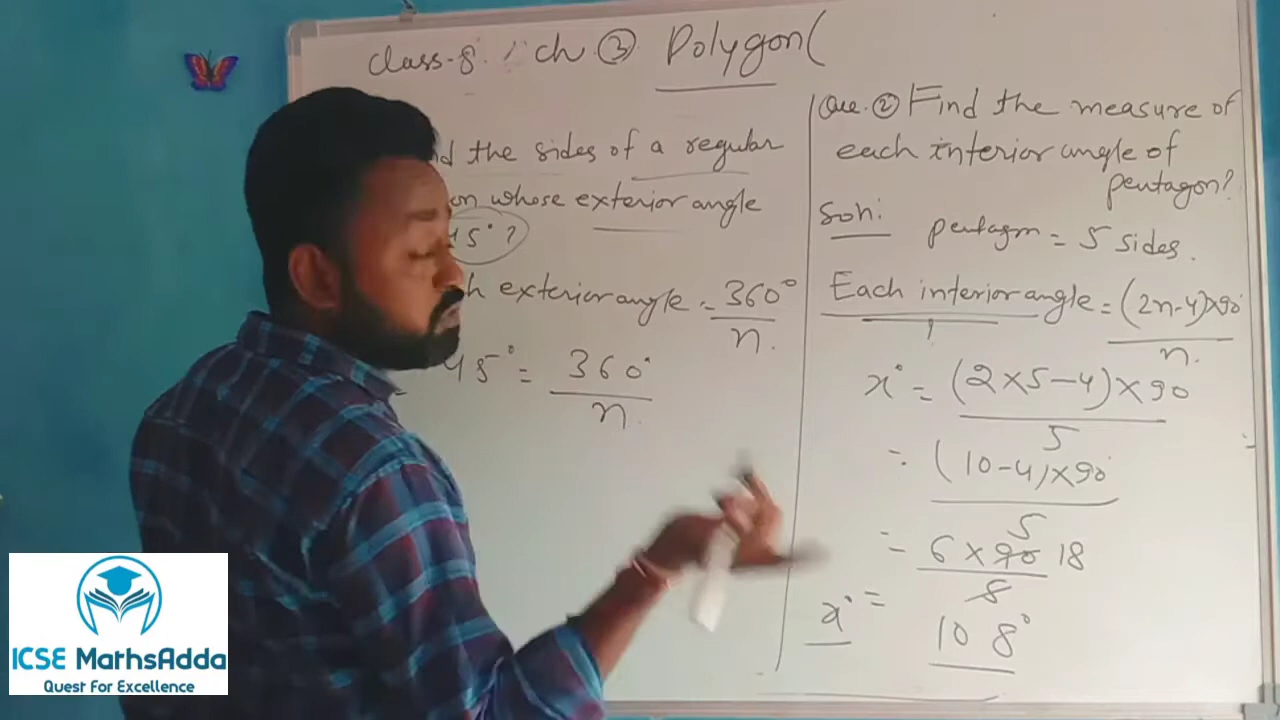 class-8 ch ③ Polygon(
the sides of a regular
whose exterior angle
45°?
exterior angle = 360°
n
45° = 360°
n
Que. ② Find the measure of
each interior angle of
pentagon?
Soln:
pentagon = 5 sides.
Each interior angle = (2n-4)×90
n
x° = (2×5-4)×90
5
= (10-4)×90
5
= 6×90 18
5
x° = 108°
ICSE MathsAdda
Quest For Excellence